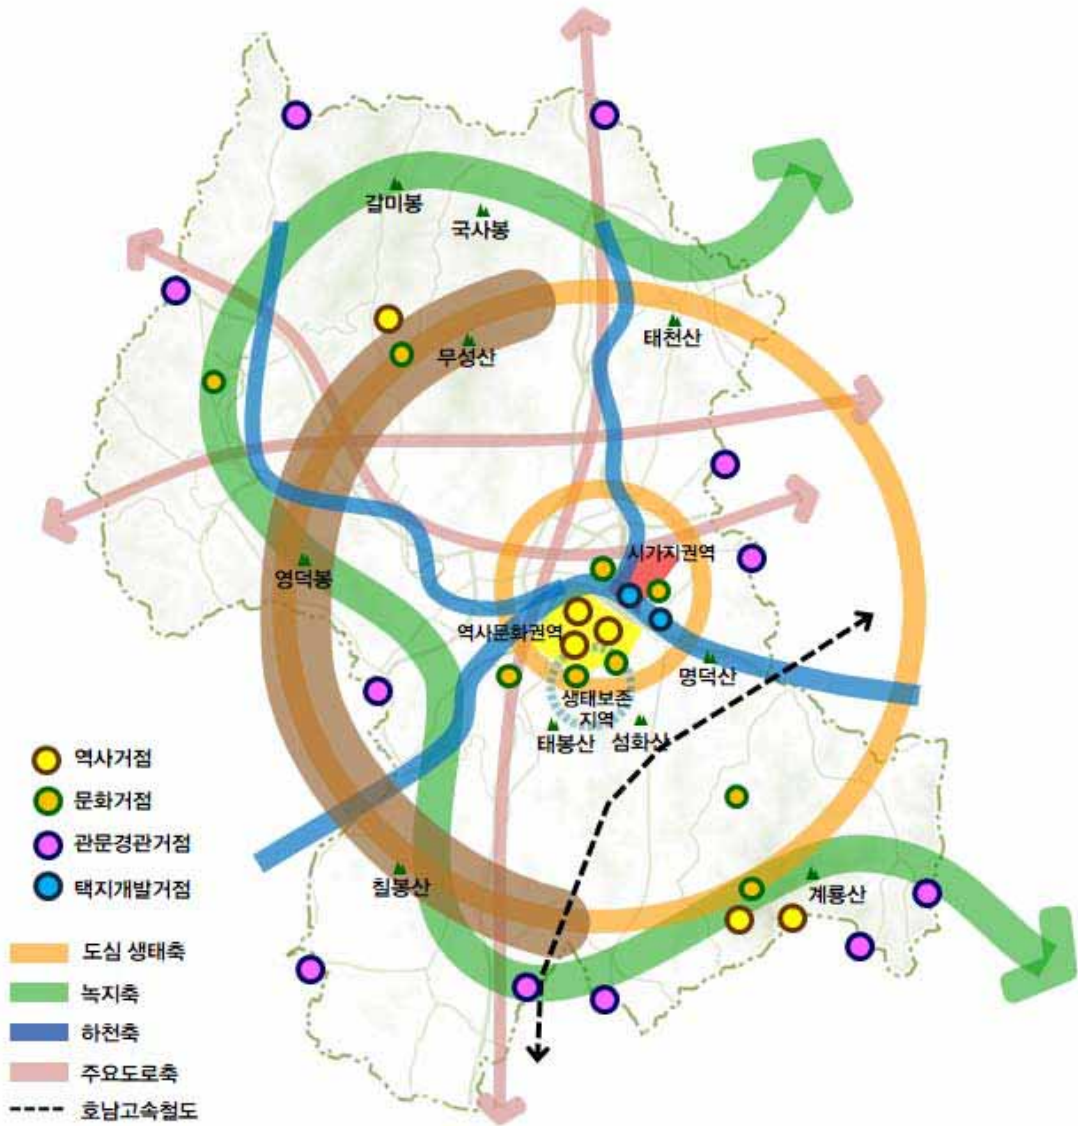 갈미봉
국사봉
태천산
무성산
시가지권역
영덕봉
역사문화권역
명덕산
생태보존
지역
태봉산
섬화산
칠봉산
계룡산
역사거점
문화거점
관문경관거점
택지개발거점
도심 생태축
녹지축
하천축
주요도로축
호남고속철도